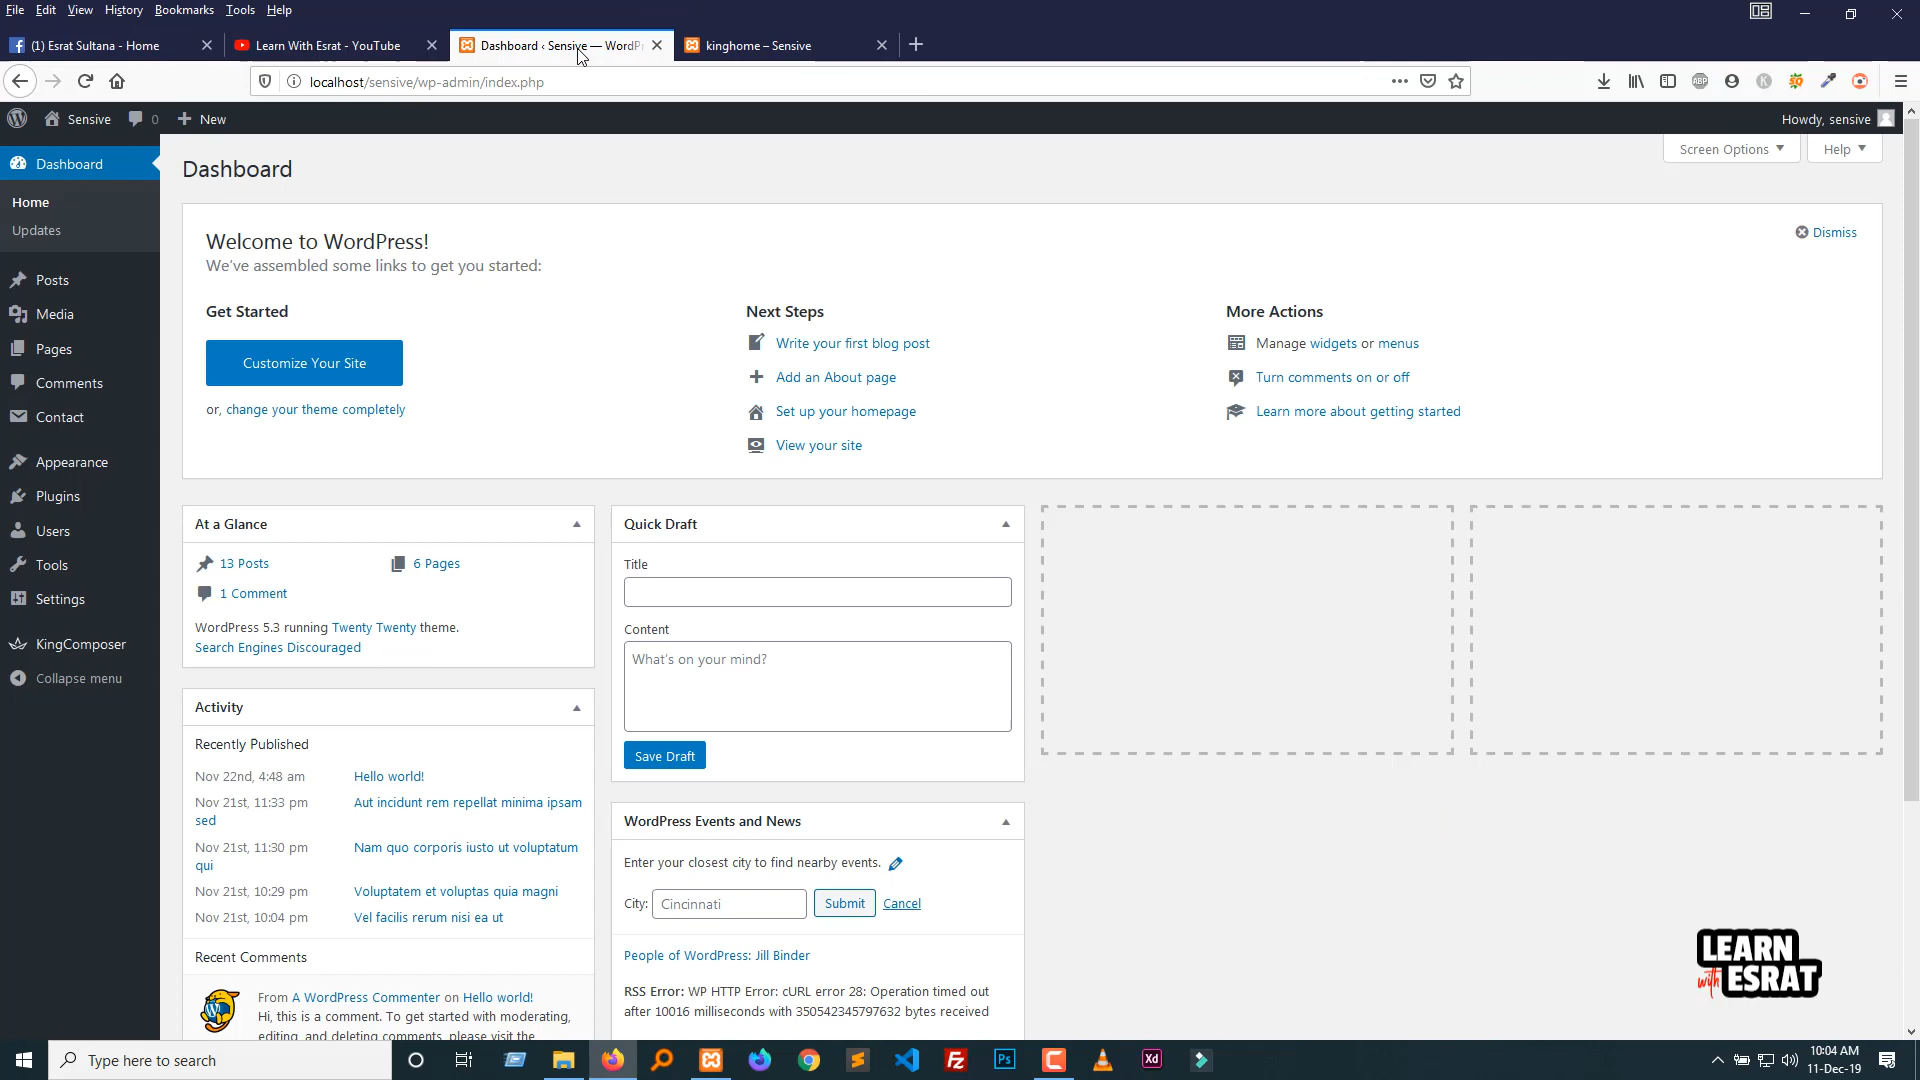 File Edit View History Bookmarks Tools Help
(1) Esrat Sultana - Home
Learn With Esrat - YouTube
Dashboard ‹ Sensive — WordPr
kinghome – Sensive
localhost/sensive/wp-admin/index.php
Sensive 0 New
Howdy, sensive
Dashboard
Home
Updates
Posts
Media
Pages
Comments
Contact
Appearance
Plugins
Users
Tools
Settings
KingComposer
Collapse menu
Screen Options
Help
Dashboard
Welcome to WordPress!
We've assembled some links to get you started:
Dismiss
Get Started
Customize Your Site
or, change your theme completely
Next Steps
Write your first blog post
Add an About page
Set up your homepage
View your site
More Actions
Manage widgets or menus
Turn comments on or off
Learn more about getting started
At a Glance
13 Posts
6 Pages
1 Comment
WordPress 5.3 running Twenty Twenty theme.
Search Engines Discouraged
Activity
Recently Published
Nov 22nd, 4:48 am Hello world!
Nov 21st, 11:33 pm Aut incidunt rem repellat minima ipsam
sed
Nov 21st, 11:30 pm Nam quo corporis iusto ut voluptatum
qui
Nov 21st, 10:29 pm Voluptatem et voluptas quia magni
Nov 21st, 10:04 pm Vel facilis rerum nisi ea ut
Recent Comments
From A WordPress Commenter on Hello world!
Hi, this is a comment. To get started with moderating,
editing, and deleting comments, please visit the
Quick Draft
Title
Content
What's on your mind?
Save Draft
WordPress Events and News
Enter your closest city to find nearby events.
City: Cincinnati Submit Cancel
People of WordPress: Jill Binder
RSS Error: WP HTTP Error: cURL error 28: Operation timed out
after 10016 milliseconds with 350542345797632 bytes received
LEARN
with ESRAT
Type here to search
10:04 AM
11-Dec-19